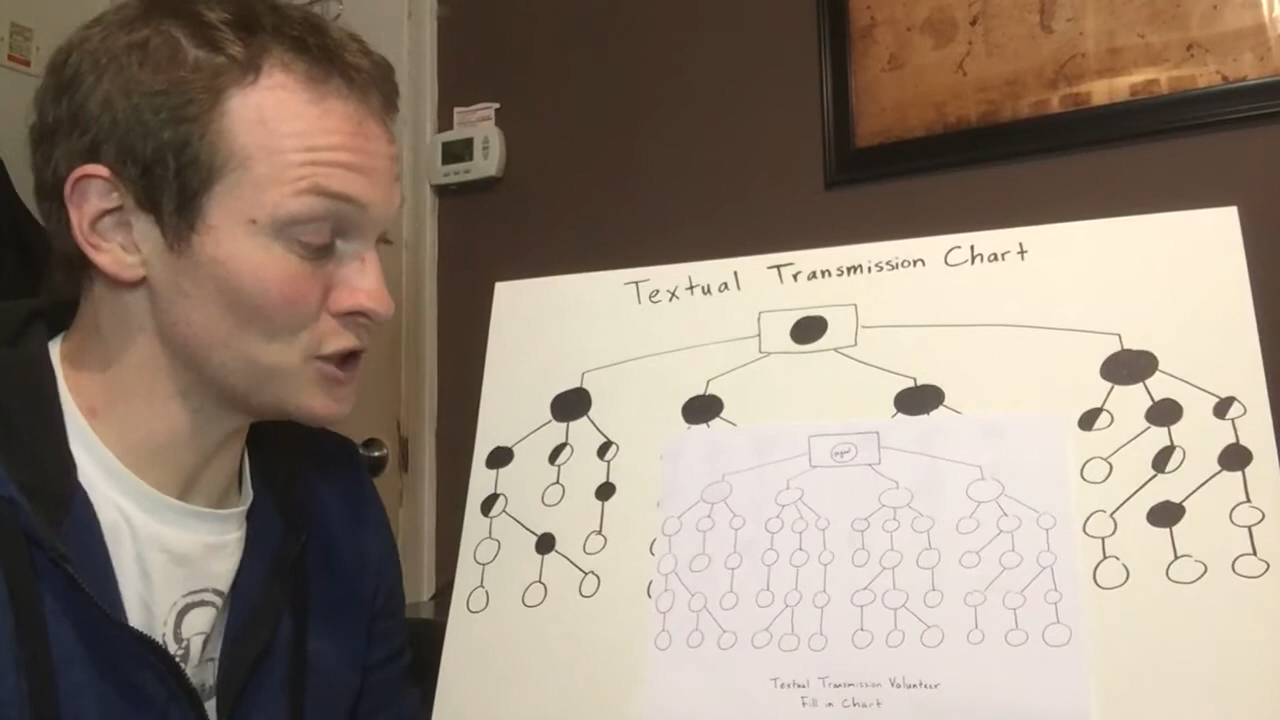 Textual Transmission Chart
Textual Transmission Volunteer
Fill in Chart